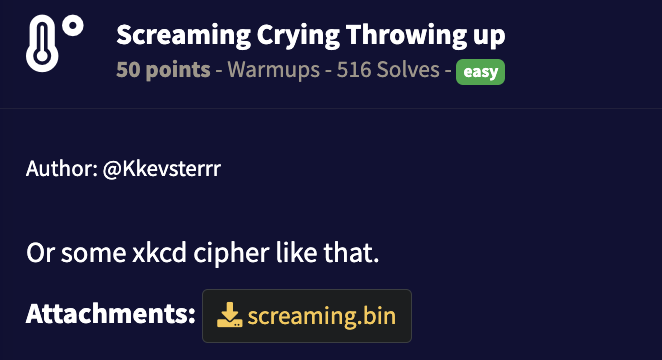 Screaming Crying Throwing up
50 points - Warmups - 516 Solves - easy
Author: @Kkevsterrr
Or some xkcd cipher like that.
Attachments: screaming.bin